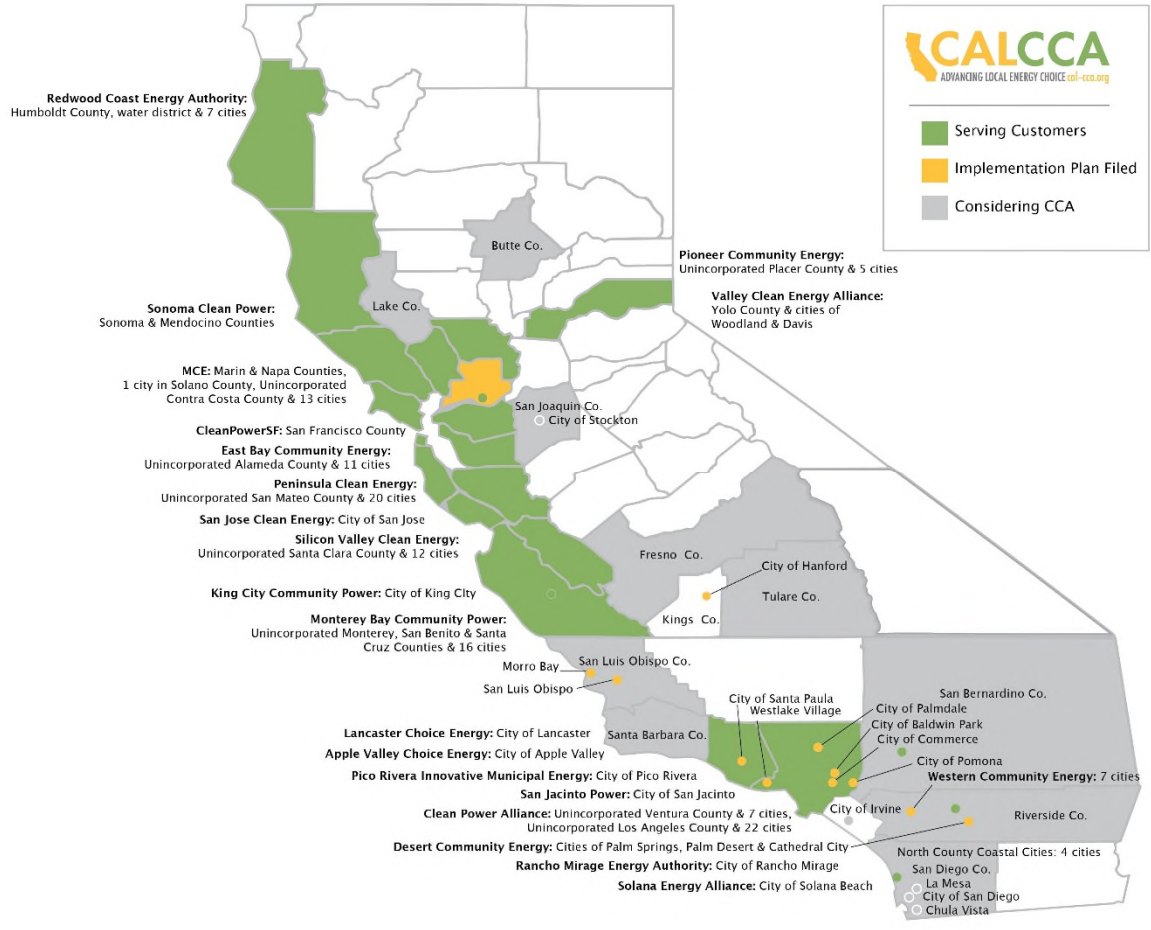 CALCCA
ADVANCING LOCAL ENERGY CHOICE cal-cca.org
Serving Customers
Implementation Plan Filed
Considering CCA
Redwood Coast Energy Authority:
Humboldt County, water district & 7 cities
Butte Co.
Pioneer Community Energy:
Unincorporated Placer County & 5 cities
Valley Clean Energy Alliance:
Yolo County & cities of
Woodland & Davis
Lake Co.
Sonoma Clean Power:
Sonoma & Mendocino Counties
MCE: Marin & Napa Counties,
1 city in Solano County, Unincorporated
Contra Costa County & 13 cities
San Joaquin Co.
City of Stockton
CleanPowerSF: San Francisco County
East Bay Community Energy:
Unincorporated Alameda County & 11 cities
Peninsula Clean Energy:
Unincorporated San Mateo County & 20 cities
San Jose Clean Energy: City of San Jose
Silicon Valley Clean Energy:
Unincorporated Santa Clara County & 12 cities
Fresno Co.
City of Hanford
Tulare Co.
Kings Co.
King City Community Power: City of King CIty
Monterey Bay Community Power:
Unincorporated Monterey, San Benito & Santa
Cruz Counties & 16 cities
Morro Bay
San Luis Obispo Co.
San Luis Obispo
City of Santa Paula
Westlake Village
San Bernardino Co.
City of Palmdale
City of Baldwin Park
City of Commerce
City of Pomona
Western Community Energy: 7 cities
Santa Barbara Co.
Lancaster Choice Energy: City of Lancaster
Apple Valley Choice Energy: City of Apple Valley
Pico Rivera Innovative Municipal Energy: City of Pico Rivera
San Jacinto Power: City of San Jacinto
Clean Power Alliance: Unincorporated Ventura County & 7 cities,
Unincorporated Los Angeles County & 22 cities
City of Irvine
Riverside Co.
Desert Community Energy: Cities of Palm Springs, Palm Desert & Cathedral City
Rancho Mirage Energy Authority: City of Rancho Mirage
Solana Energy Alliance: City of Solana Beach
North County Coastal Cities: 4 cities
San Diego Co.
La Mesa
City of San Diego
Chula Vista